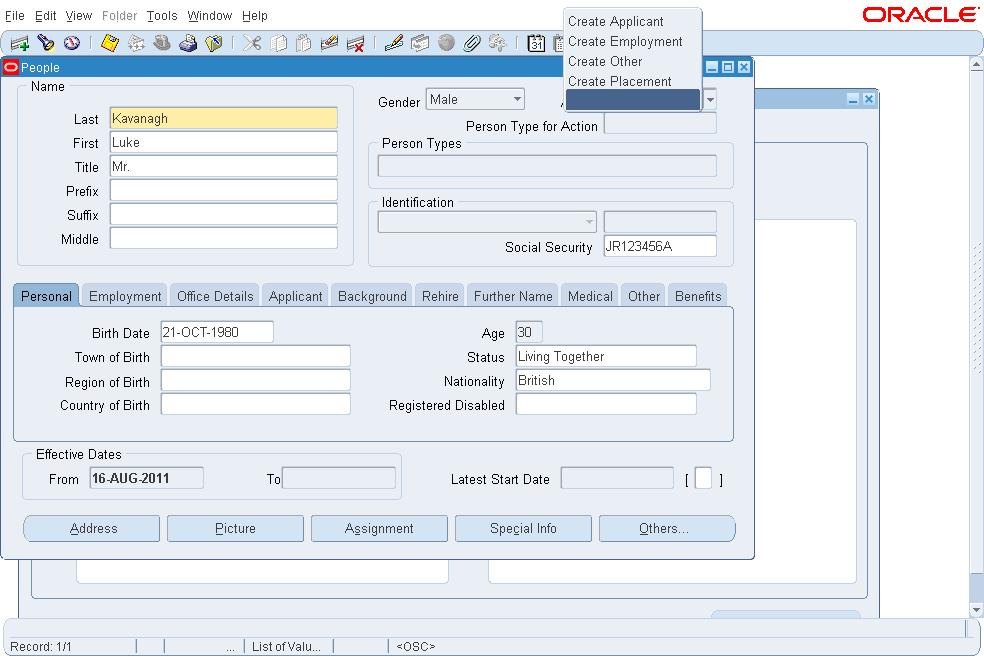 File Edit View Folder Tools Window Help
ORACLE
Create Applicant
Create Employment
Create Other
Create Placement
31
People
Name
Last Kavanagh
First Luke
Title Mr.
Prefix
Suffix
Middle
Gender Male
Person Type for Action
Person Types
Identification
Social Security JR123456A
Personal Employment Office Details Applicant Background Rehire Further Name Medical Other Benefits
Birth Date 21-OCT-1980 Age 30
Town of Birth Status Living Together
Region of Birth Nationality British
Country of Birth Registered Disabled
Effective Dates
From 16-AUG-2011 To Latest Start Date [ ]
Address Picture Assignment Special Info Others...
Record: 1/1 ... List of Valu... <OSC>